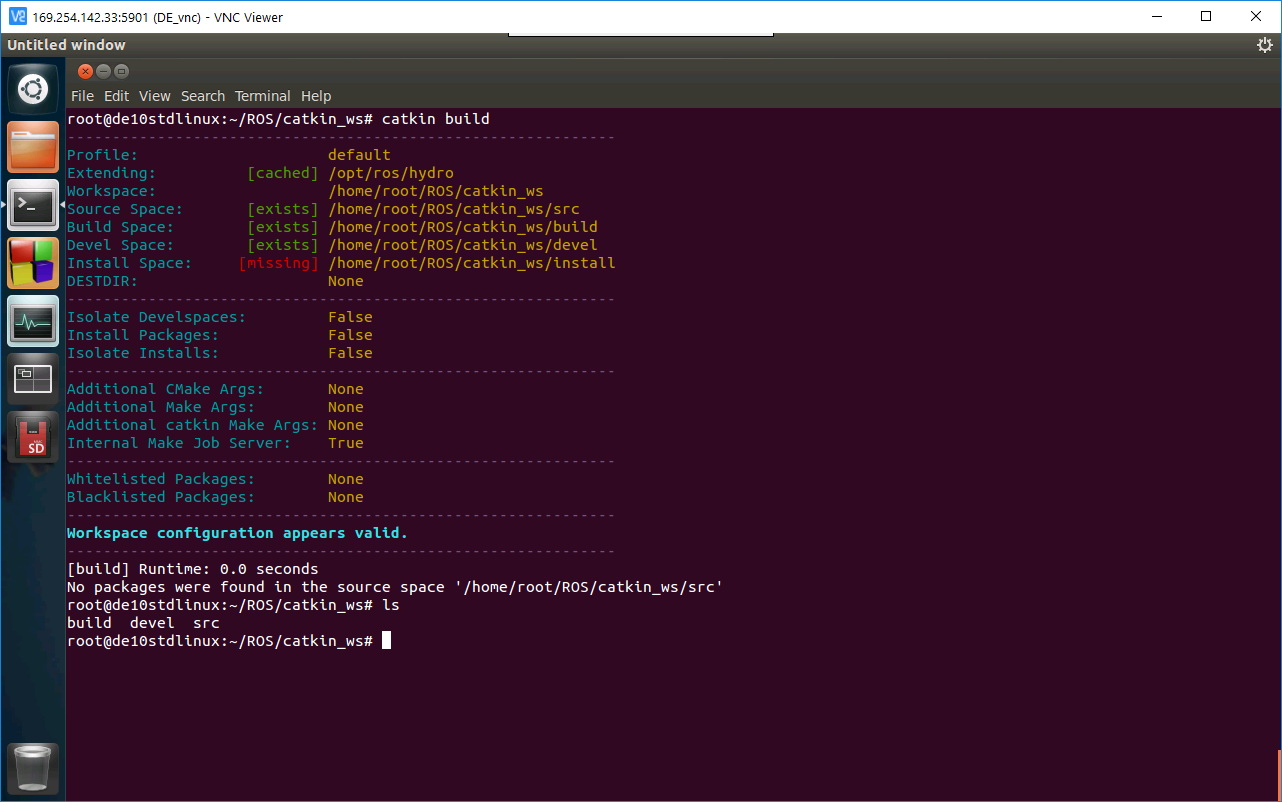 169.254.142.33:5901 (DE_vnc) - VNC Viewer
Untitled window
File Edit View Search Terminal Help
root@de10stdlinux:~/ROS/catkin_ws# catkin build
--------------------------------------------------------------
Profile: default
Extending: [cached] /opt/ros/hydro
Workspace: /home/root/ROS/catkin_ws
Source Space: [exists] /home/root/ROS/catkin_ws/src
Build Space: [exists] /home/root/ROS/catkin_ws/build
Devel Space: [exists] /home/root/ROS/catkin_ws/devel
Install Space: [missing] /home/root/ROS/catkin_ws/install
DESTDIR: None
--------------------------------------------------------------
Isolate Develspaces: False
Install Packages: False
Isolate Installs: False
--------------------------------------------------------------
Additional CMake Args: None
Additional Make Args: None
Additional catkin Make Args: None
Internal Make Job Server: True
--------------------------------------------------------------
Whitelisted Packages: None
Blacklisted Packages: None
--------------------------------------------------------------
Workspace configuration appears valid.
--------------------------------------------------------------
[build] Runtime: 0.0 seconds
No packages were found in the source space '/home/root/ROS/catkin_ws/src'
root@de10stdlinux:~/ROS/catkin_ws# ls
build devel src
root@de10stdlinux:~/ROS/catkin_ws#
SD